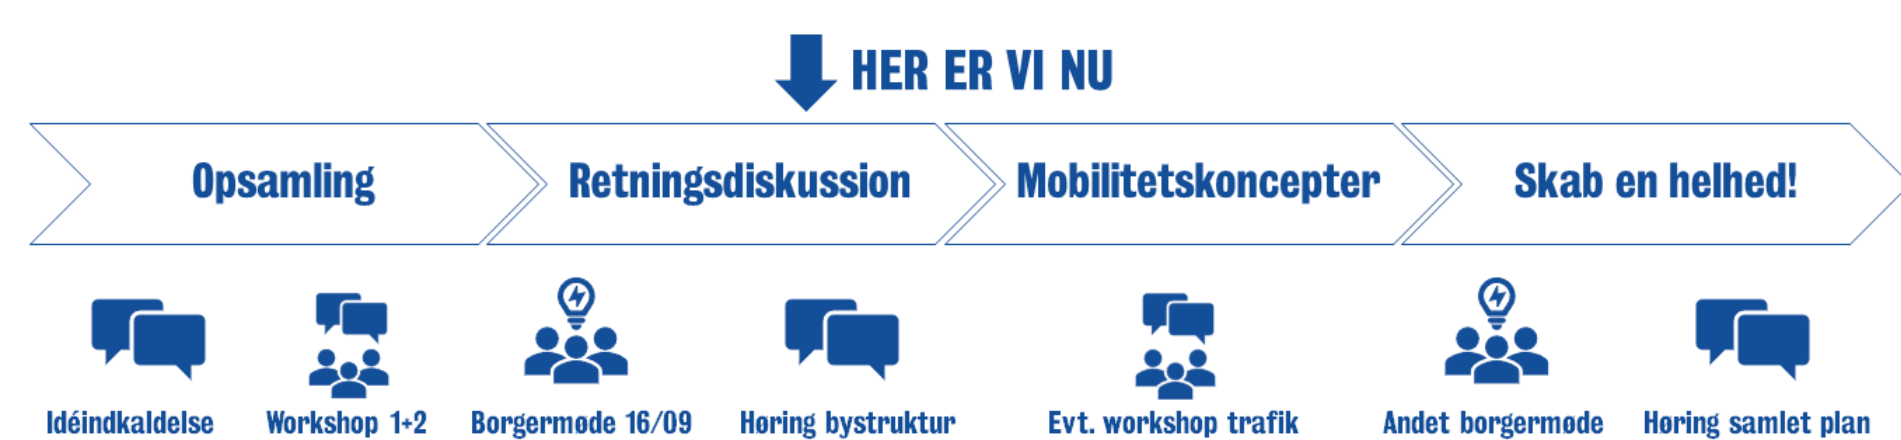 HER ER VI NU
Opsamling
Retningsdiskussion
Mobilitetskoncepter
Skab en helhed!
Idéindkaldelse
Workshop 1+2
Borgermøde 16/09
Høring bystruktur
Evt. workshop trafik
Andet borgermøde
Høring samlet plan